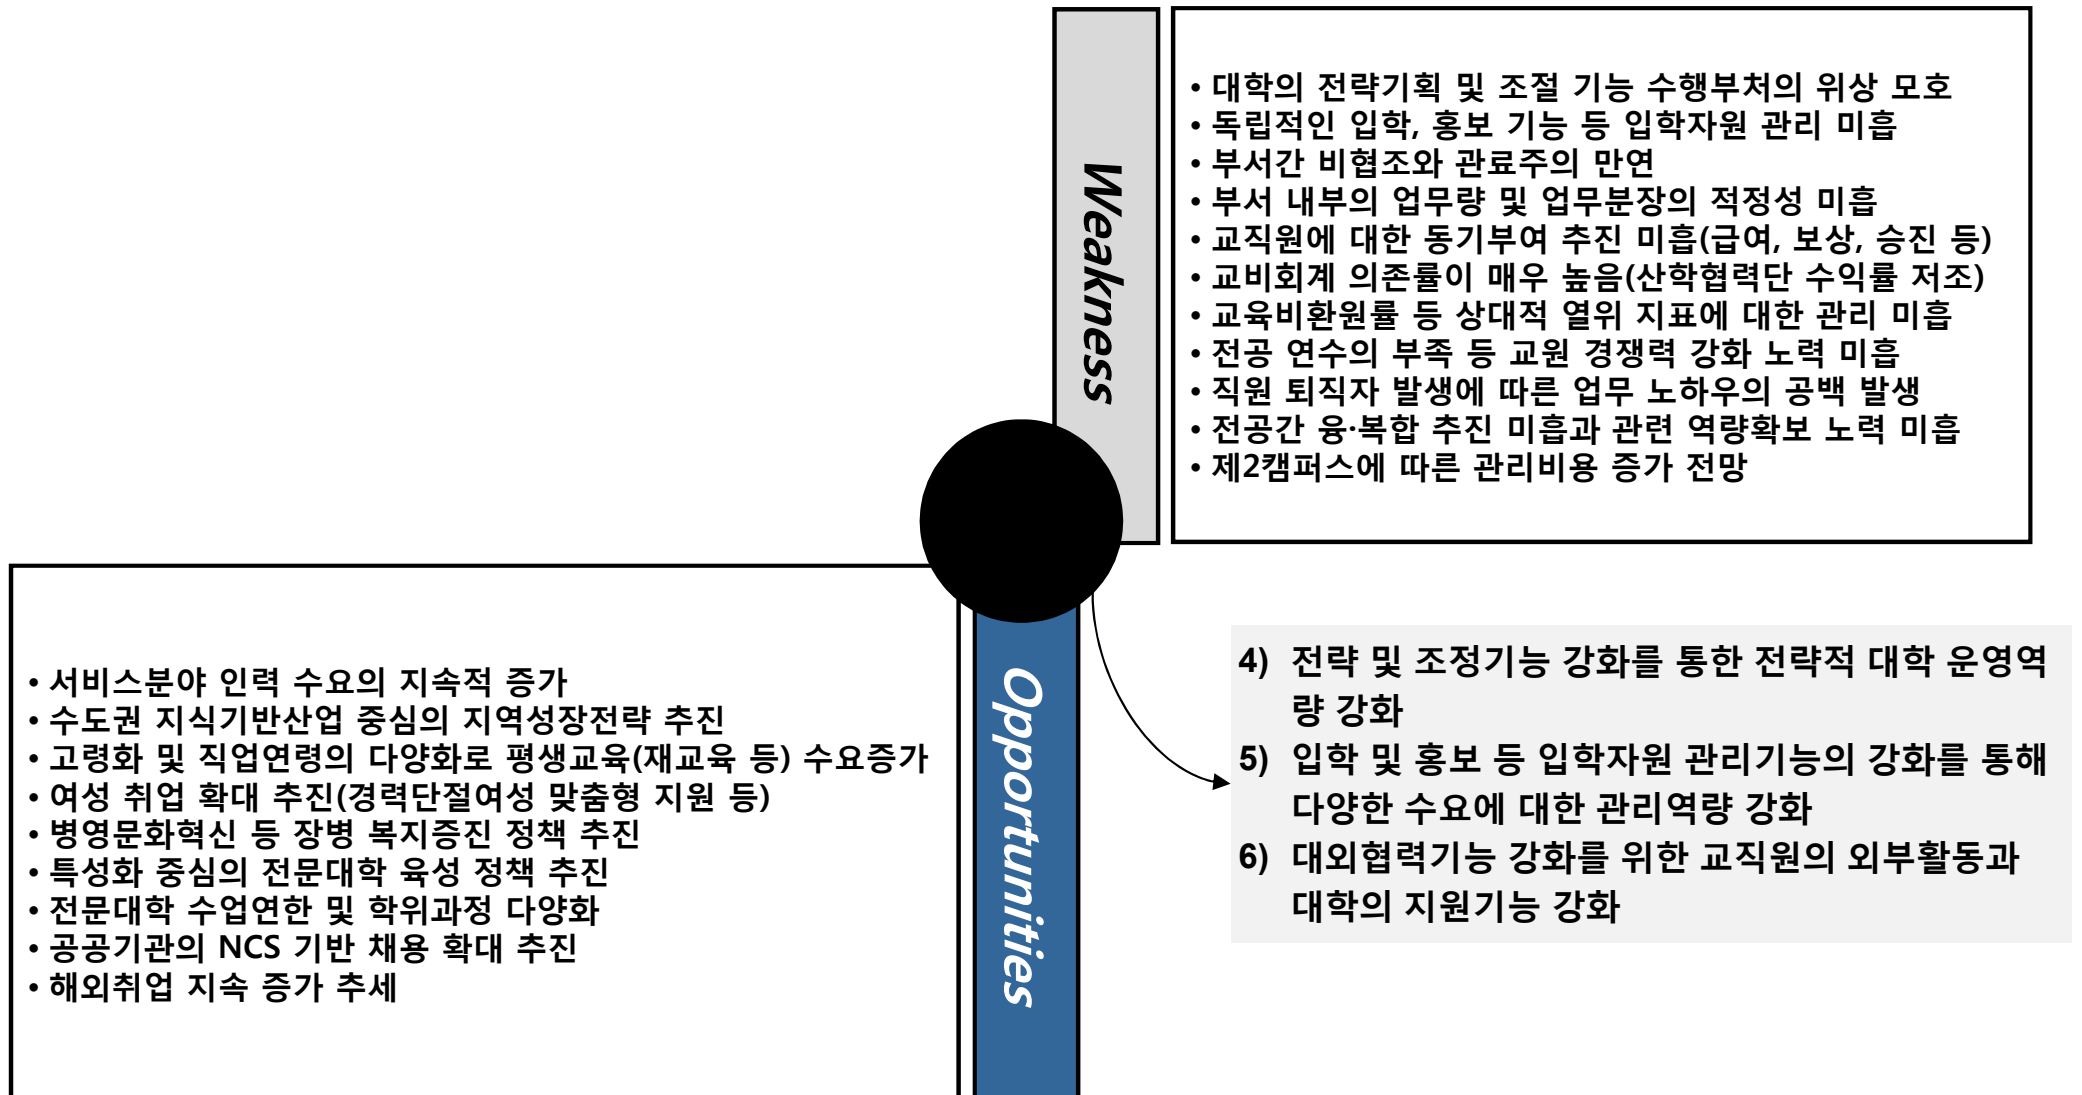 Weakness
• 대학의 전략기획 및 조절 기능 수행부처의 위상 모호
• 독립적인 입학, 홍보 기능 등 입학자원 관리 미흡
• 부서간 비협조와 관료주의 만연
• 부서 내부의 업무량 및 업무분장의 적정성 미흡
• 교직원에 대한 동기부여 추진 미흡(급여, 보상, 승진 등)
• 교비회계 의존률이 매우 높음(산학협력단 수익률 저조)
• 교육비환원률 등 상대적 열위 지표에 대한 관리 미흡
• 전공 연수의 부족 등 교원 경쟁력 강화 노력 미흡
• 직원 퇴직자 발생에 따른 업무 노하우의 공백 발생
• 전공간 융·복합 추진 미흡과 관련 역량확보 노력 미흡
• 제2캠퍼스에 따른 관리비용 증가 전망
• 서비스분야 인력 수요의 지속적 증가
• 수도권 지식기반산업 중심의 지역성장전략 추진
• 고령화 및 직업연령의 다양화로 평생교육(재교육 등) 수요증가
• 여성 취업 확대 추진(경력단절여성 맞춤형 지원 등)
• 병영문화혁신 등 장병 복지증진 정책 추진
• 특성화 중심의 전문대학 육성 정책 추진
• 전문대학 수업연한 및 학위과정 다양화
• 공공기관의 NCS 기반 채용 확대 추진
• 해외취업 지속 증가 추세
Opportunities
4) 전략 및 조정기능 강화를 통한 전략적 대학 운영역
량 강화
5) 입학 및 홍보 등 입학자원 관리기능의 강화를 통해
다양한 수요에 대한 관리역량 강화
6) 대외협력기능 강화를 위한 교직원의 외부활동과
대학의 지원기능 강화